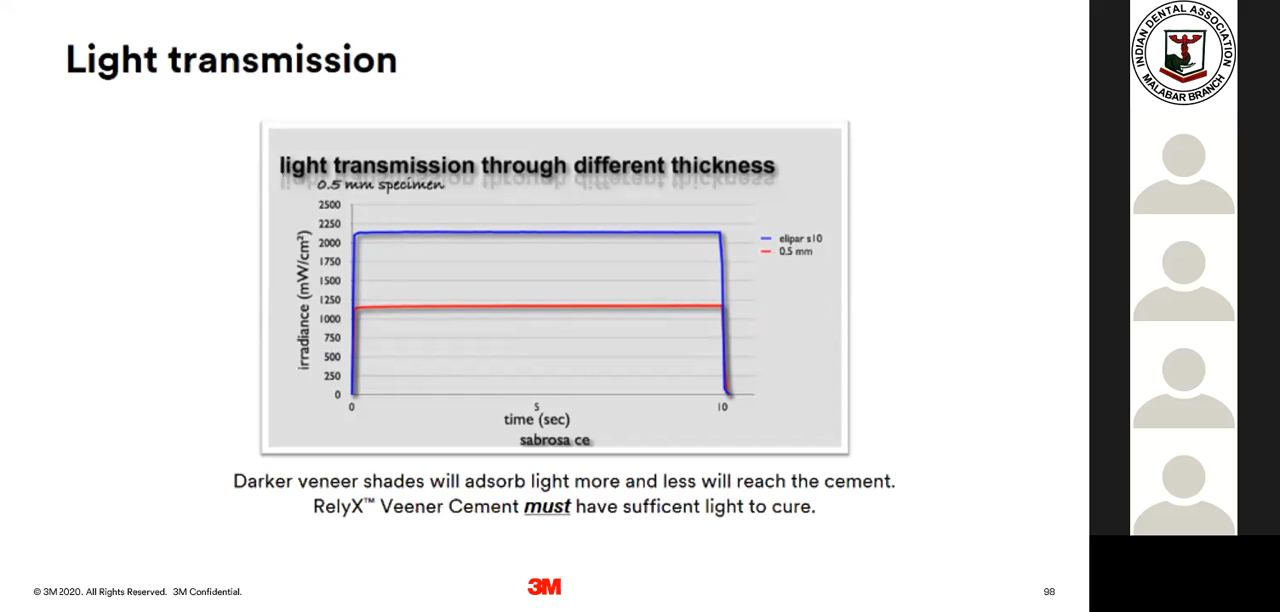 Light transmission
light transmission through different thickness
0.5 mm specimen
2500
2250
2000
1750
1500
1250
1000
750
500
250
0
irradiance (mW/cm²)
elipar s10
0.5 mm
0 5 10
time (sec)
sabrosa ce
Darker veneer shades will adsorb light more and less will reach the cement.
RelyX™ Veener Cement must have sufficent light to cure.
© 3M 2020. All Rights Reserved. 3M Confidential.
3M
98
INDIAN DENTAL ASSOCIATION
MALABAR BRANCH